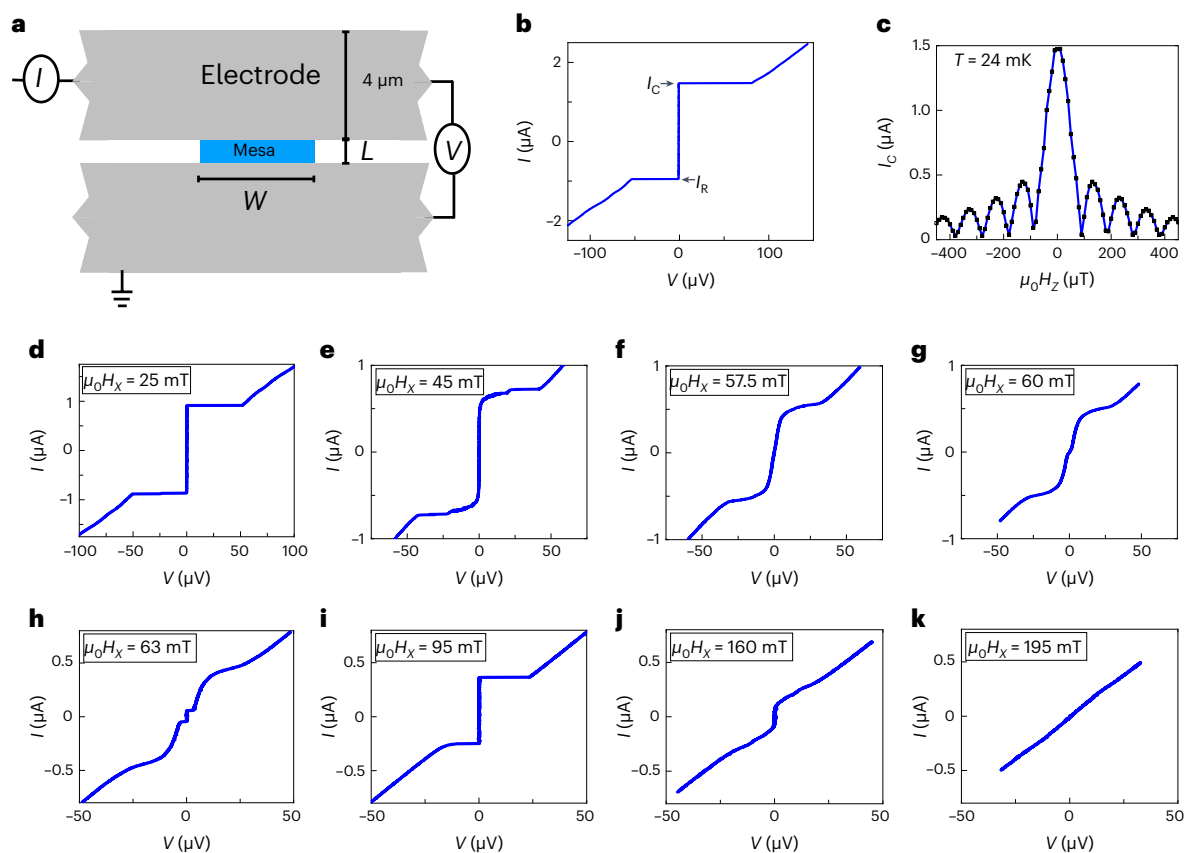 a
I
Electrode
4 μm
Mesa
L
V
W
b
I_C
I_R
I (μA)
2
0
−2
−100
0
100
V (μV)
c
T = 24 mK
I_C (μA)
1.5
1.0
0.5
0
−400
−200
0
200
400
μ₀H_Z (μT)
d
μ₀H_X = 25 mT
I (μA)
1
0
−1
−100
−50
0
50
100
V (μV)
e
μ₀H_X = 45 mT
I (μA)
1
0
−1
−50
0
50
V (μV)
f
μ₀H_X = 57.5 mT
I (μA)
1
0
−1
−50
0
50
V (μV)
g
μ₀H_X = 60 mT
I (μA)
1
0
−1
−50
0
50
V (μV)
h
μ₀H_X = 63 mT
I (μA)
0.5
0
−0.5
−50
0
50
V (μV)
i
μ₀H_X = 95 mT
I (μA)
0.5
0
−0.5
−50
0
50
V (μV)
j
μ₀H_X = 160 mT
I (μA)
0.5
0
−0.5
−50
0
50
V (μV)
k
μ₀H_X = 195 mT
I (μA)
0.5
0
−0.5
−50
0
50
V (μV)